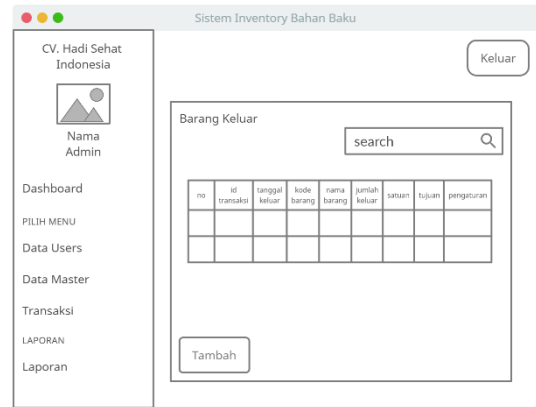 Sistem Inventory Bahan Baku
CV. Hadi Sehat
Indonesia
Nama
Admin
Dashboard
PILIH MENU
Data Users
Data Master
Transaksi
LAPORAN
Laporan
Keluar
Barang Keluar
search
no id transaksi tanggal keluar kode barang nama barang jumlah keluar satuan tujuan pengaturan
Tambah